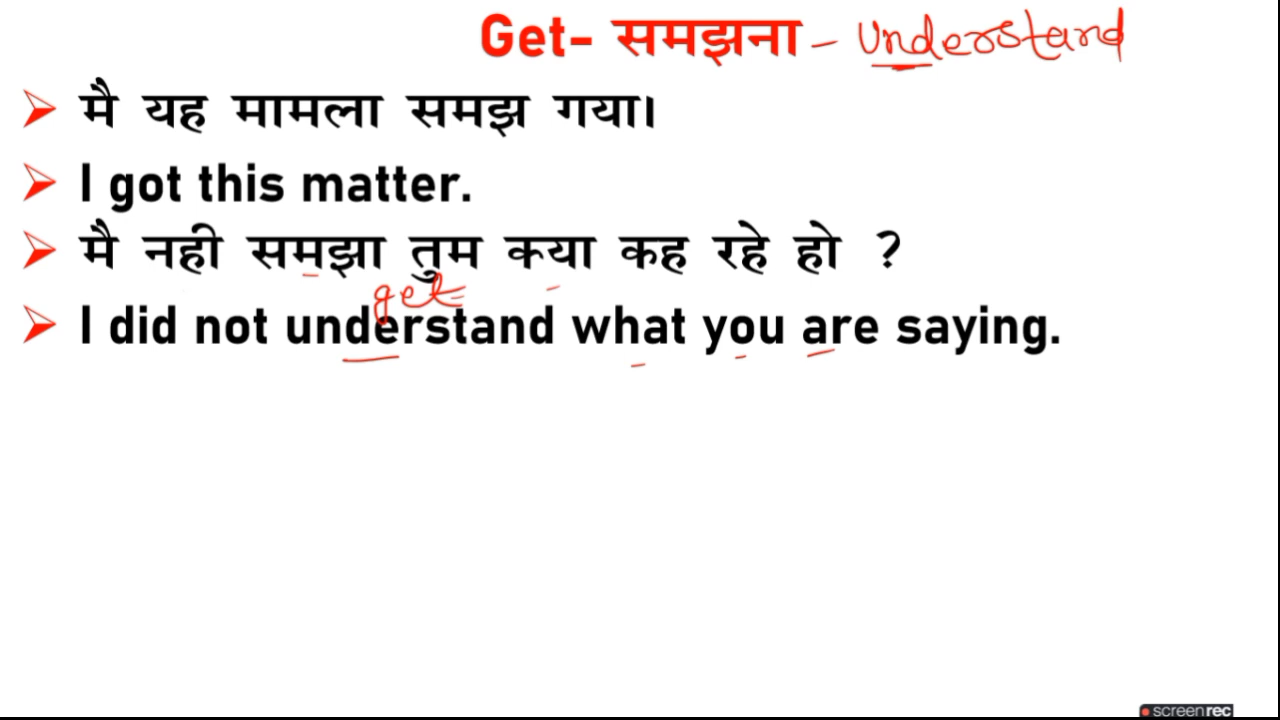 Get- समझना - Understand
मै यह मामला समझ गया।
I got this matter.
मै नही समझा तुम क्या कह रहे हो ?
get
I did not understand what you are saying.
screenrec